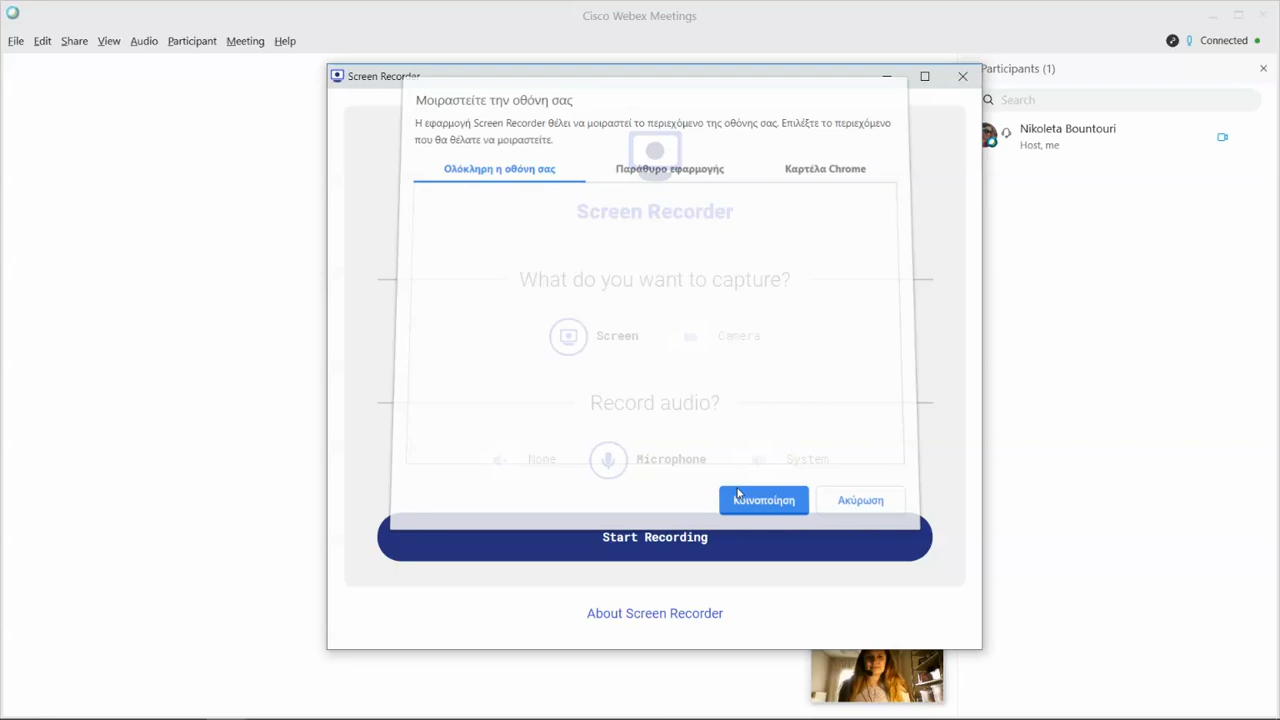 Cisco Webex Meetings
File Edit Share View Audio Participant Meeting Help
Connected
Participants (1)
Search
Nikoleta Bountouri
Host, me
Screen Recorder
Μοιραστείτε την οθόνη σας
Η εφαρμογή Screen Recorder θέλει να μοιραστεί το περιεχόμενο της οθόνης σας. Επιλέξτε το περιεχόμενο
που θα θέλατε να μοιραστείτε.
Ολόκληρη η οθόνη σας Παράθυρο εφαρμογής Καρτέλα Chrome
Screen Recorder
What do you want to capture?
Screen Camera
Record audio?
None Microphone System
Κοινοποίηση Ακύρωση
Start Recording
About Screen Recorder